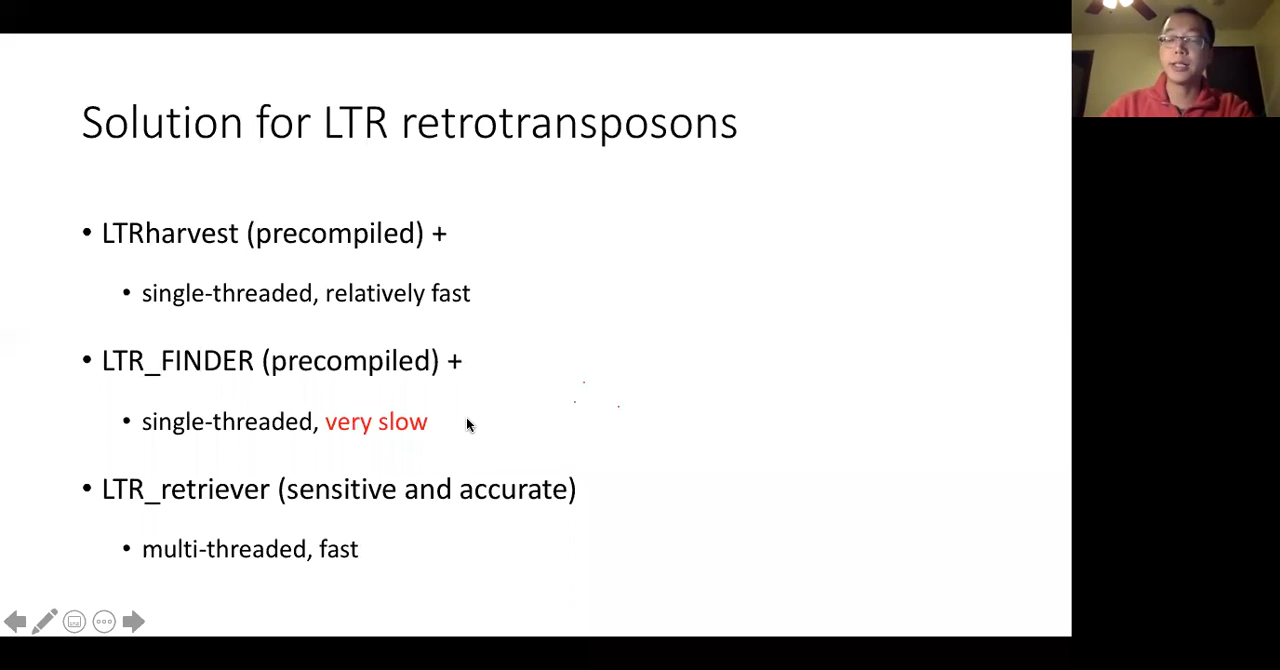 Solution for LTR retrotransposons
• LTRharvest (precompiled) +
• single-threaded, relatively fast
• LTR_FINDER (precompiled) +
• single-threaded, very slow
• LTR_retriever (sensitive and accurate)
• multi-threaded, fast